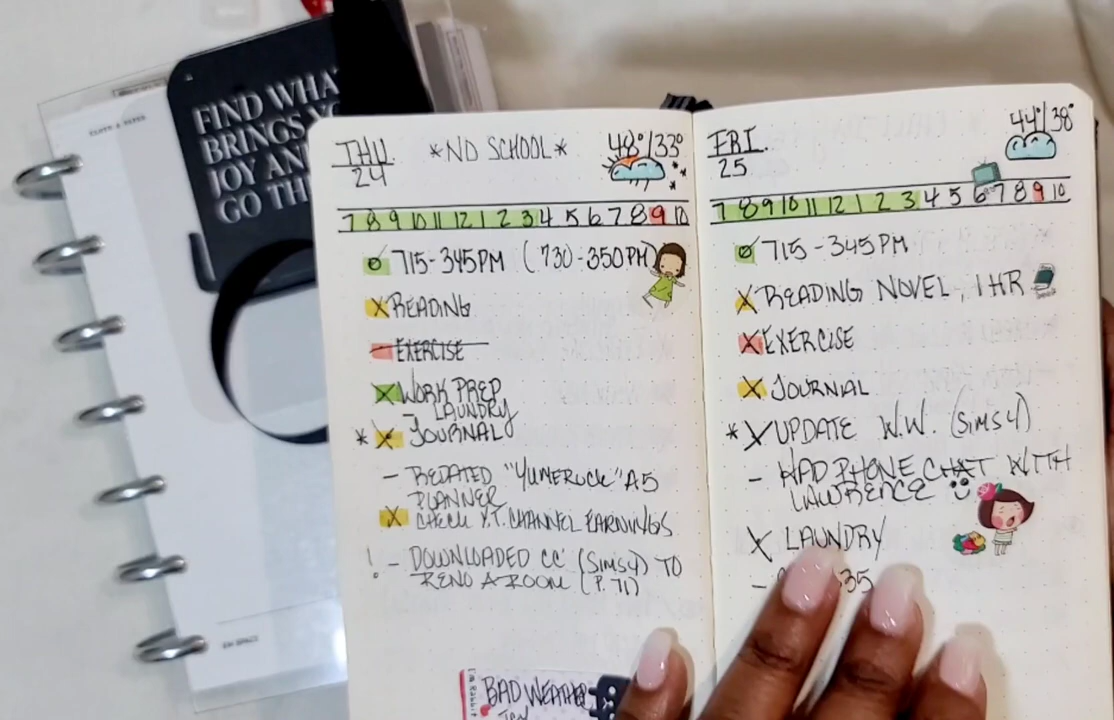 FIND WHA
BRINGS Y
JOY AN
GO TH
THU.
24
*NO SCHOOL*
48°/33°
7 8 9 10 11 12 1 2 3 4 5 6 7 8 9 10
715-345PM (730-350PM)
READING
EXERCISE
WORK PREP
LAUNDRY
* JOURNAL
- REDATED "YUMERUCK" A5
PLANNER
CHECK Y.T. CHANNEL EARNINGS
! - DOWNLOADED CC (SIMS4) TO
RENO A ROOM (P.71)
BAD WEATHER
FRI.
25
44°/38°
7 8 9 10 11 12 1 2 3 4 5 6 7 8 9 10
715-345PM
READING NOVEL, 1HR
EXERCISE
JOURNAL
* X UPDATE W.W. (SIMS4)
- HAD PHONE CHAT WITH
LAWRENCE
X LAUNDRY
- 35